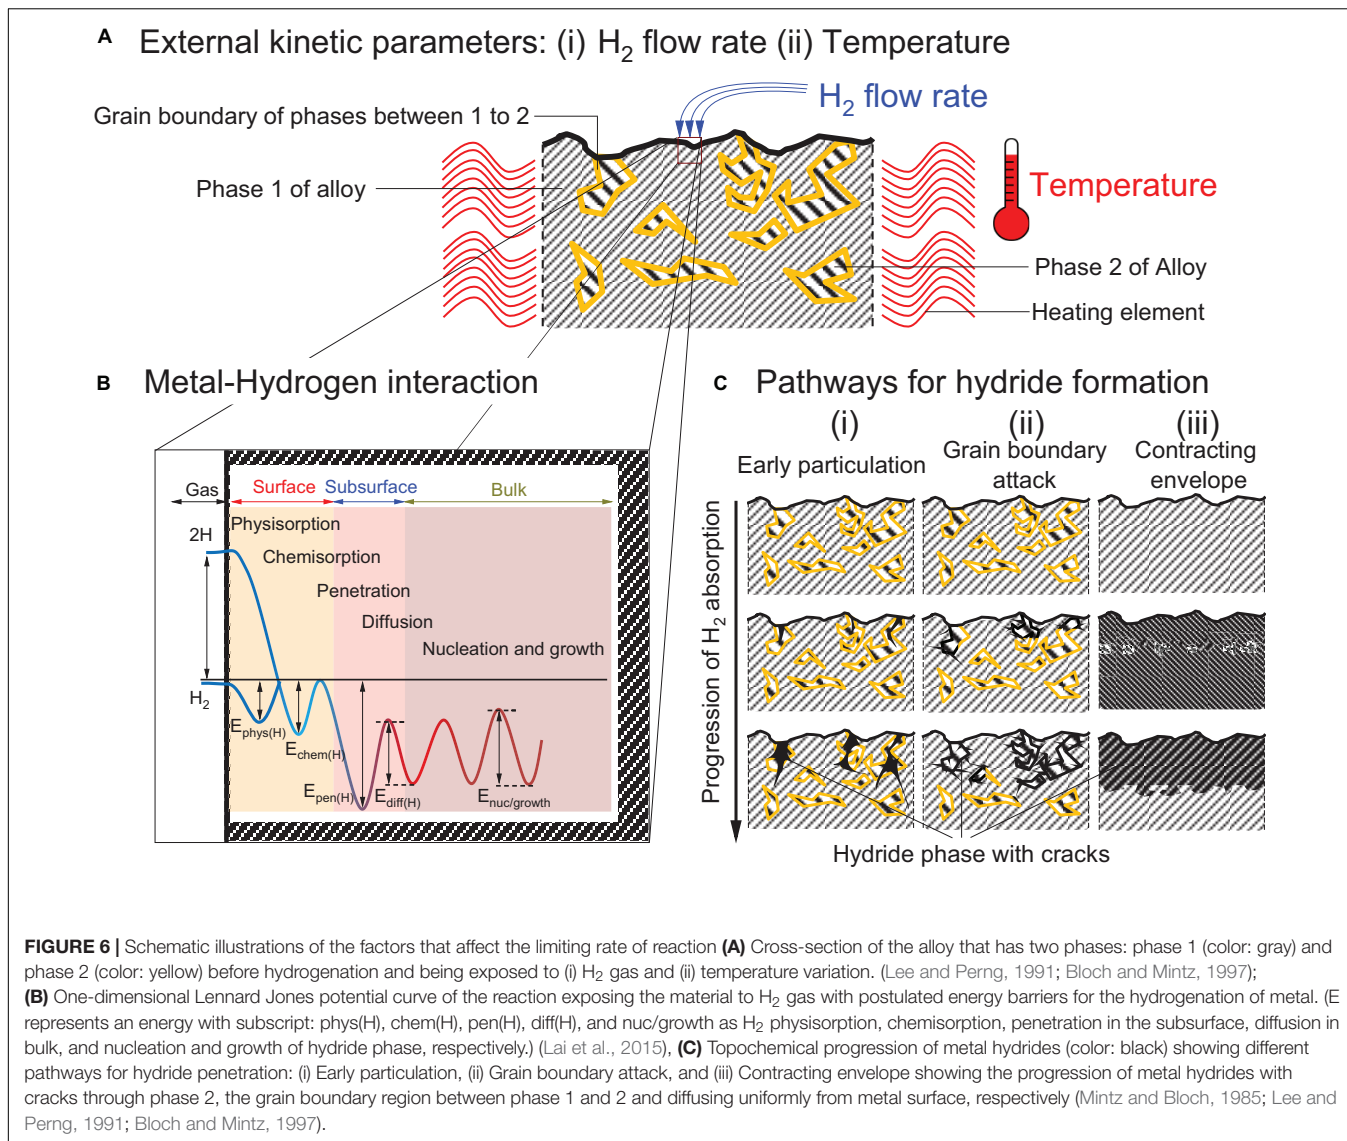 A External kinetic parameters: (i) H2 flow rate (ii) Temperature
H2 flow rate
Grain boundary of phases between 1 to 2
Phase 1 of alloy
Temperature
Phase 2 of Alloy
Heating element
B Metal-Hydrogen interaction
Gas
Surface
Subsurface
Bulk
Physisorption
2H
Chemisorption
Penetration
Diffusion
Nucleation and growth
H2
Ephys(H)
Echem(H)
Epen(H)
Ediff(H)
Enuc/growth
C Pathways for hydride formation
(i)
(ii)
(iii)
Early particulation
Grain boundary
attack
Contracting
envelope
Progression of H2 absorption
Hydride phase with cracks
FIGURE 6 | Schematic illustrations of the factors that affect the limiting rate of reaction (A) Cross-section of the alloy that has two phases: phase 1 (color: gray) and
phase 2 (color: yellow) before hydrogenation and being exposed to (i) H2 gas and (ii) temperature variation. (Lee and Perng, 1991; Bloch and Mintz, 1997);
(B) One-dimensional Lennard Jones potential curve of the reaction exposing the material to H2 gas with postulated energy barriers for the hydrogenation of metal. (E
represents an energy with subscript: phys(H), chem(H), pen(H), diff(H), and nuc/growth as H2 physisorption, chemisorption, penetration in the subsurface, diffusion in
bulk, and nucleation and growth of hydride phase, respectively.) (Lai et al., 2015), (C) Topochemical progression of metal hydrides (color: black) showing different
pathways for hydride penetration: (i) Early particulation, (ii) Grain boundary attack, and (iii) Contracting envelope showing the progression of metal hydrides with
cracks through phase 2, the grain boundary region between phase 1 and 2 and diffusing uniformly from metal surface, respectively (Mintz and Bloch, 1985; Lee and
Perng, 1991; Bloch and Mintz, 1997).